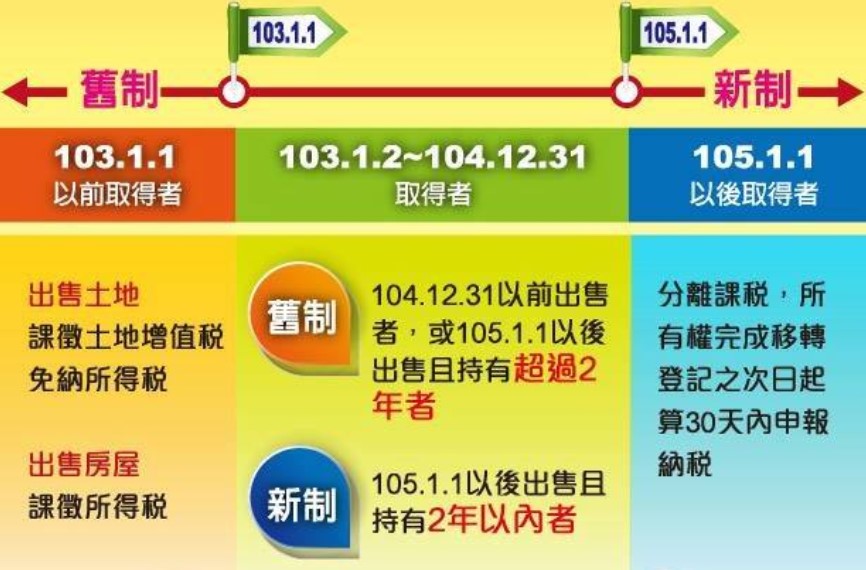 103.1.1
105.1.1
舊制
新制
103.1.1
以前取得者
103.1.2~104.12.31
取得者
105.1.1
以後取得者
出售土地
課徵土地增值稅
免納所得稅
出售房屋
課徵所得稅
舊制
104.12.31以前出售
者，或105.1.1以後
出售且持有超過2
年者
新制
105.1.1以後出售且
持有2年以內者
分離課稅，所
有權完成移轉
登記之次日起
算30天內申報
納稅